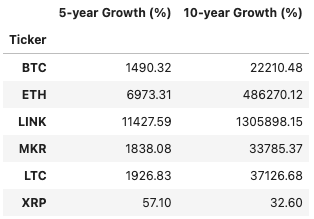 5-year Growth (%) 10-year Growth (%)
Ticker
BTC 1490.32 22210.48
ETH 6973.31 486270.12
LINK 11427.59 1305898.15
MKR 1838.08 33785.37
LTC 1926.83 37126.68
XRP 57.10 32.60